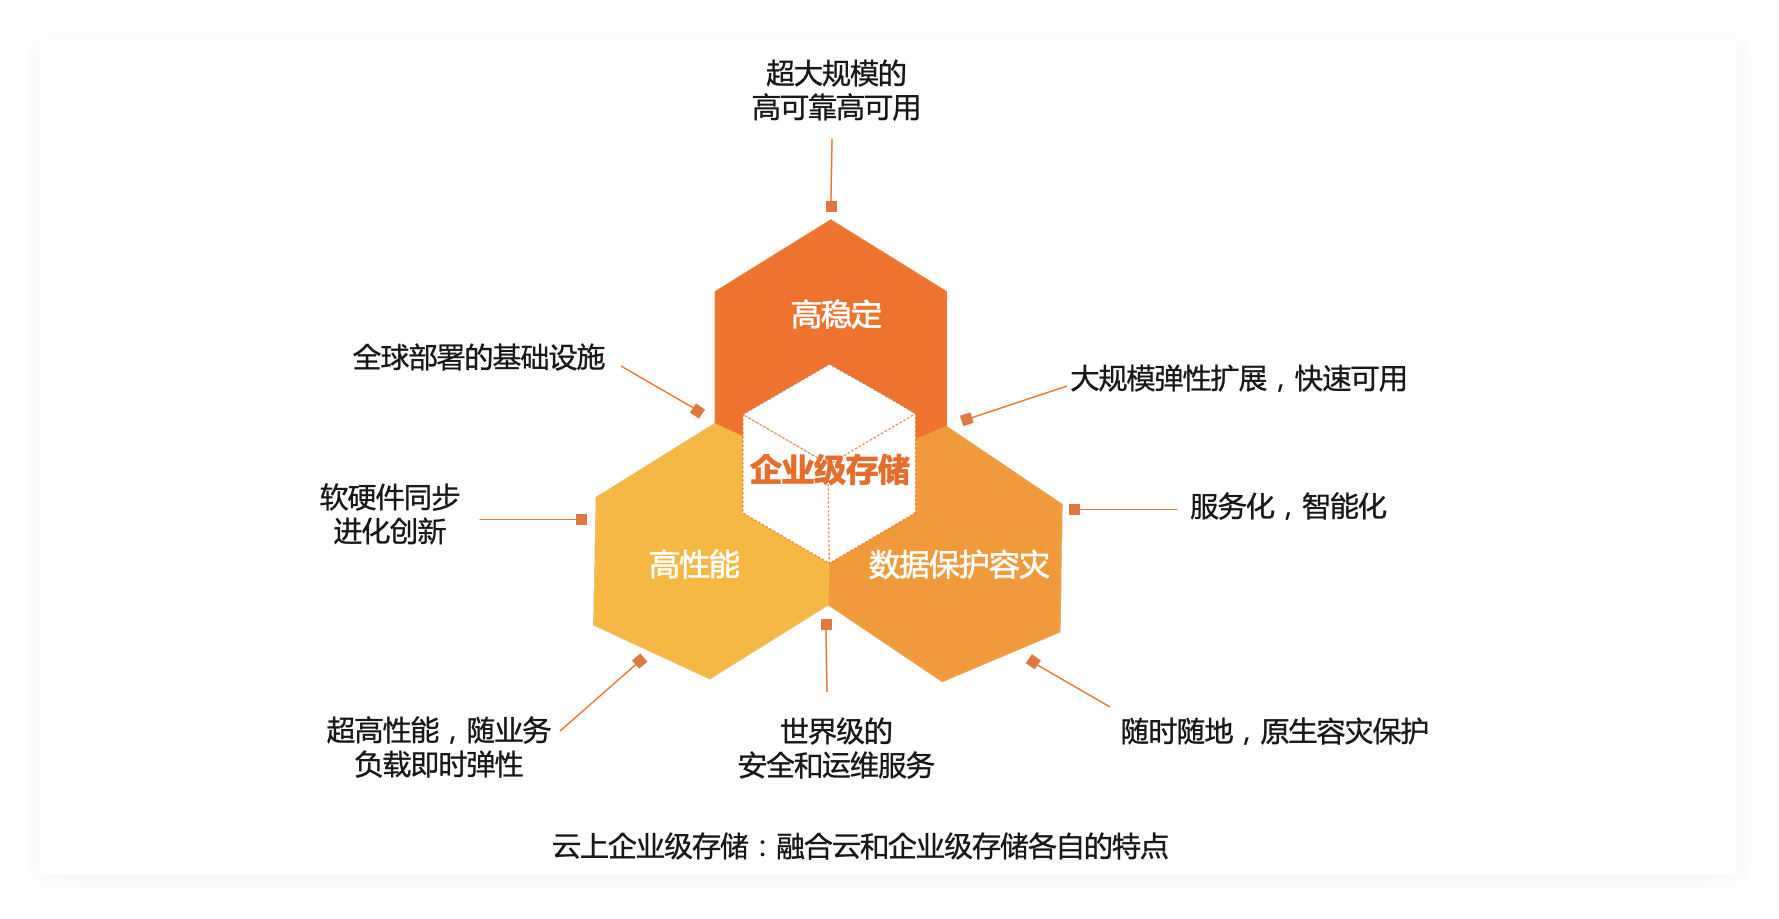 超大规模的
高可靠高可用
高稳定
全球部署的基础设施
大规模弹性扩展，快速可用
企业级存储
软硬件同步
进化创新
服务化，智能化
高性能
数据保护容灾
超高性能，随业务
负载即时弹性
世界级的
安全和运维服务
随时随地，原生容灾保护
云上企业级存储：融合云和企业级存储各自的特点